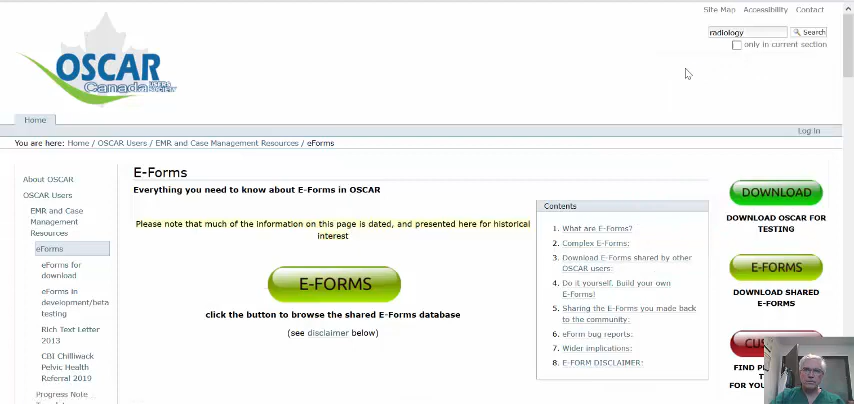 Site Map Accessibility Contact
radiology Search
only in current section
OSCAR
Canada USERS SOCIETY
Home
Log In
You are here: Home / OSCAR Users / EMR and Case Management Resources / eForms
About OSCAR
OSCAR Users
EMR and Case
Management
Resources
eForms
eForms for
download
eForms in
development/beta
testing
Rich Text Letter
2013
CBI Chilliwack
Pelvic Health
Referral 2019
Progress Note
E-Forms
Everything you need to know about E-Forms in OSCAR
Please note that much of the information on this page is dated, and presented here for historical
interest
E-FORMS
click the button to browse the shared E-Forms database
(see disclaimer below)
Contents
1. What are E-Forms?
2. Complex E-Forms:
3. Download E-Forms shared by other
OSCAR users:
4. Do it yourself. Build your own
E-Forms!
5. Sharing the E-Forms you made back
to the community:
6. eForm bug reports:
7. Wider implications:
8. E-FORM DISCLAIMER:
DOWNLOAD
DOWNLOAD OSCAR FOR
TESTING
E-FORMS
DOWNLOAD SHARED
E-FORMS
FIND
FOR YOU